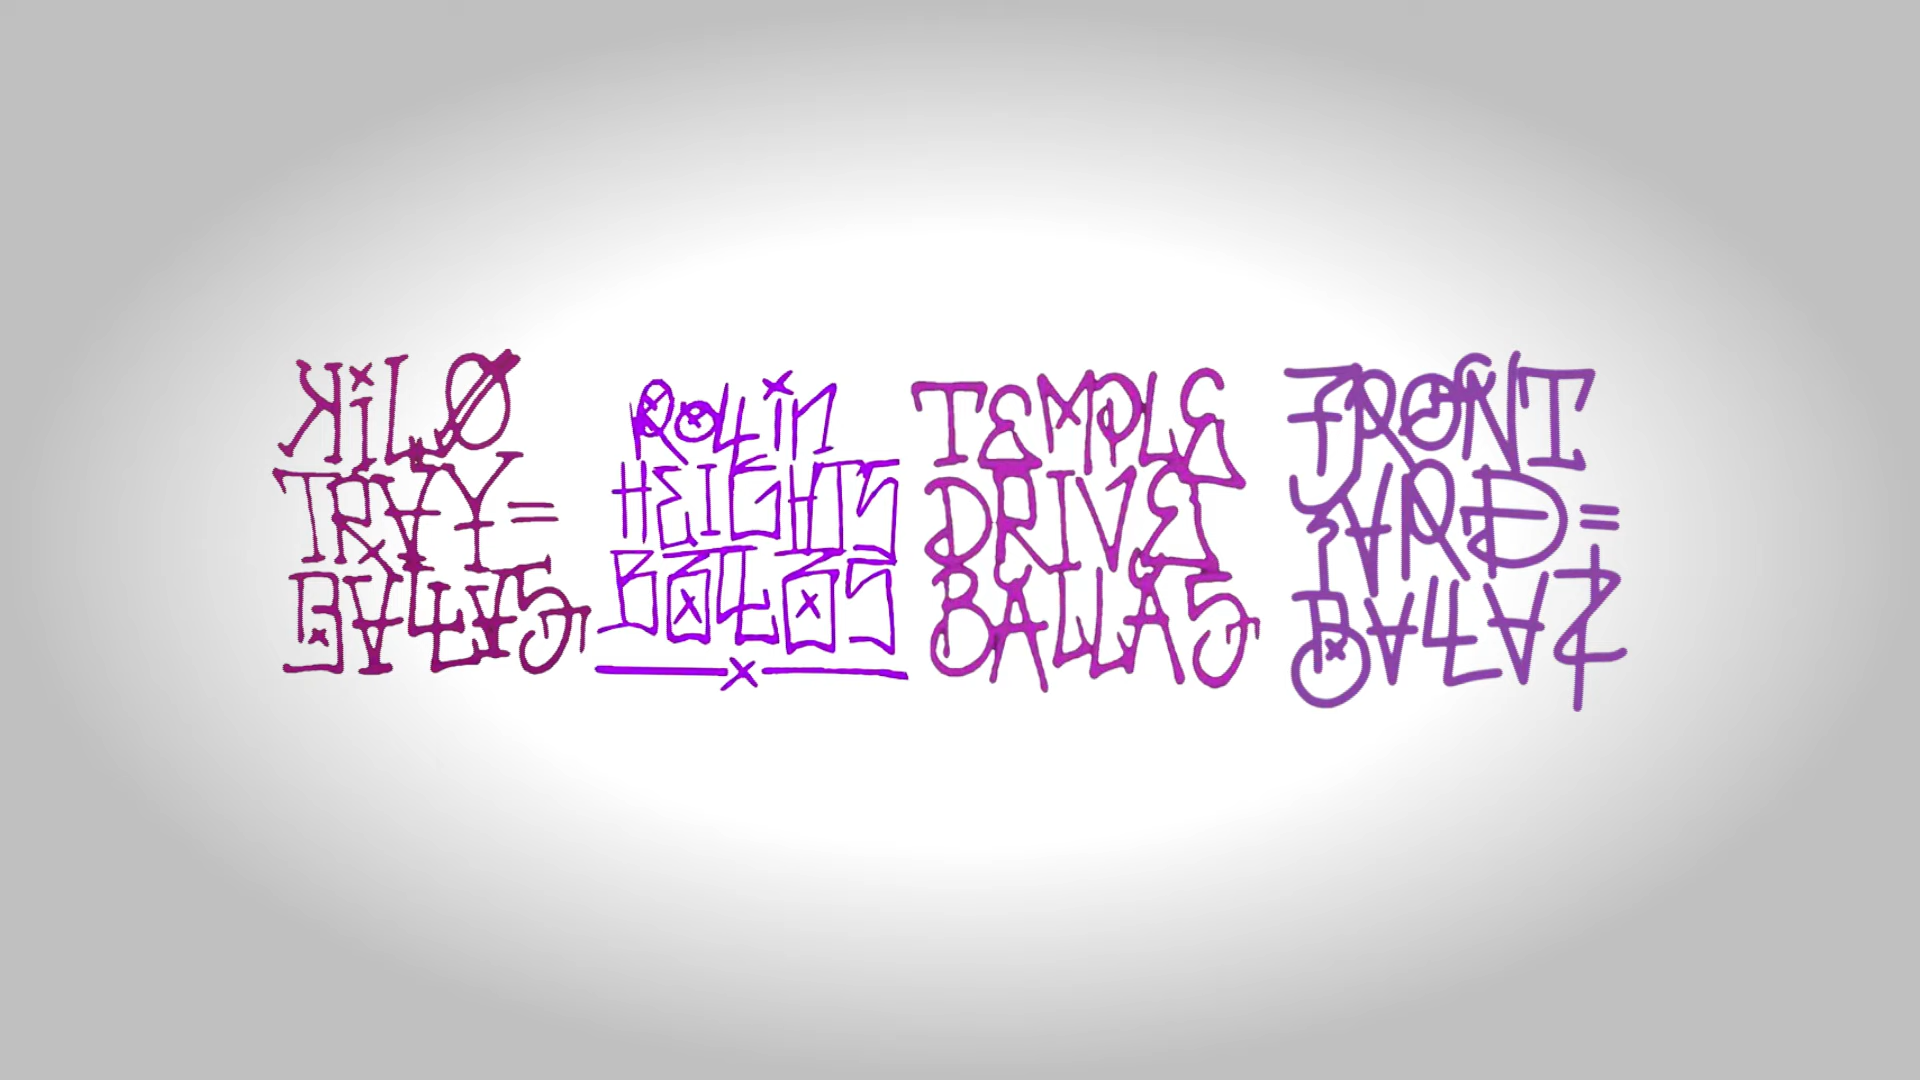 KiLØ
TRAY=
BALLAS
ROLLiN
HEIGHTS
BALLAS
TEMPLE
DRIVE
BALLAS
FRONT
YARD=
BALLAZ